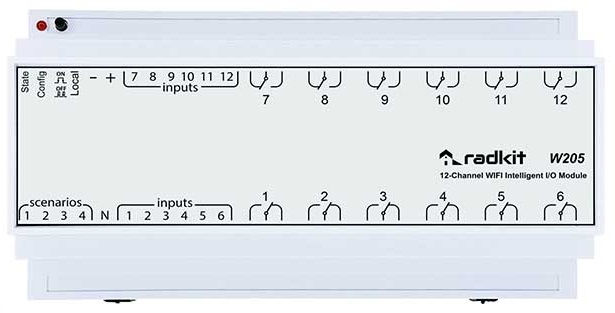 State
Config
ON
OFF
Local
− + 7 8 9 10 11 12
inputs
7 8 9 10 11 12
radkit W205
12-Channel WIFI Intelligent I/O Module
scenarios
1 2 3 4 N
inputs
1 2 3 4 5 6
1 2 3 4 5 6